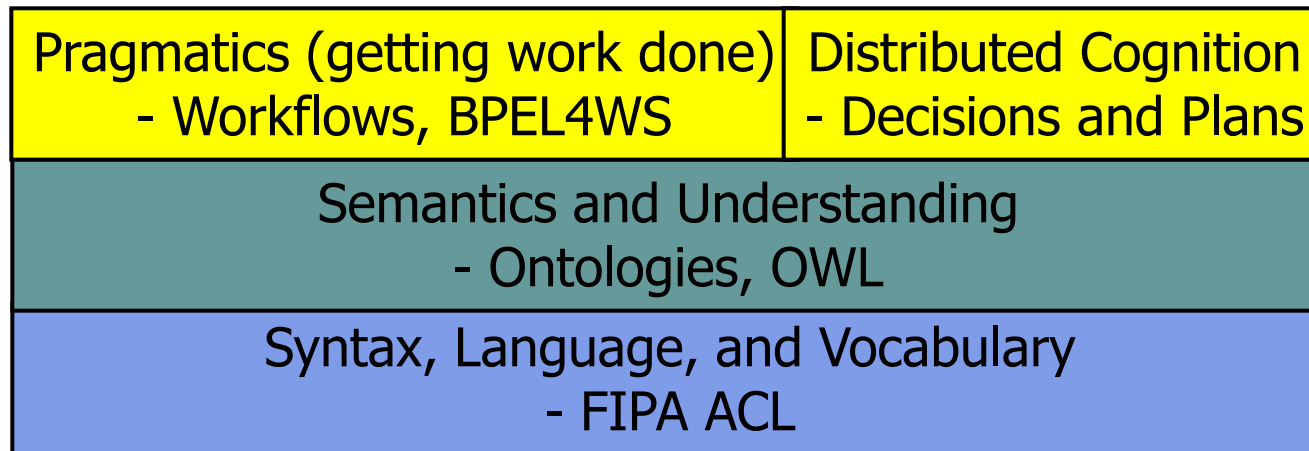 Pragmatics (getting work done)
- Workflows, BPEL4WS
Distributed Cognition
- Decisions and Plans
Semantics and Understanding
- Ontologies, OWL
Syntax, Language, and Vocabulary
- FIPA ACL